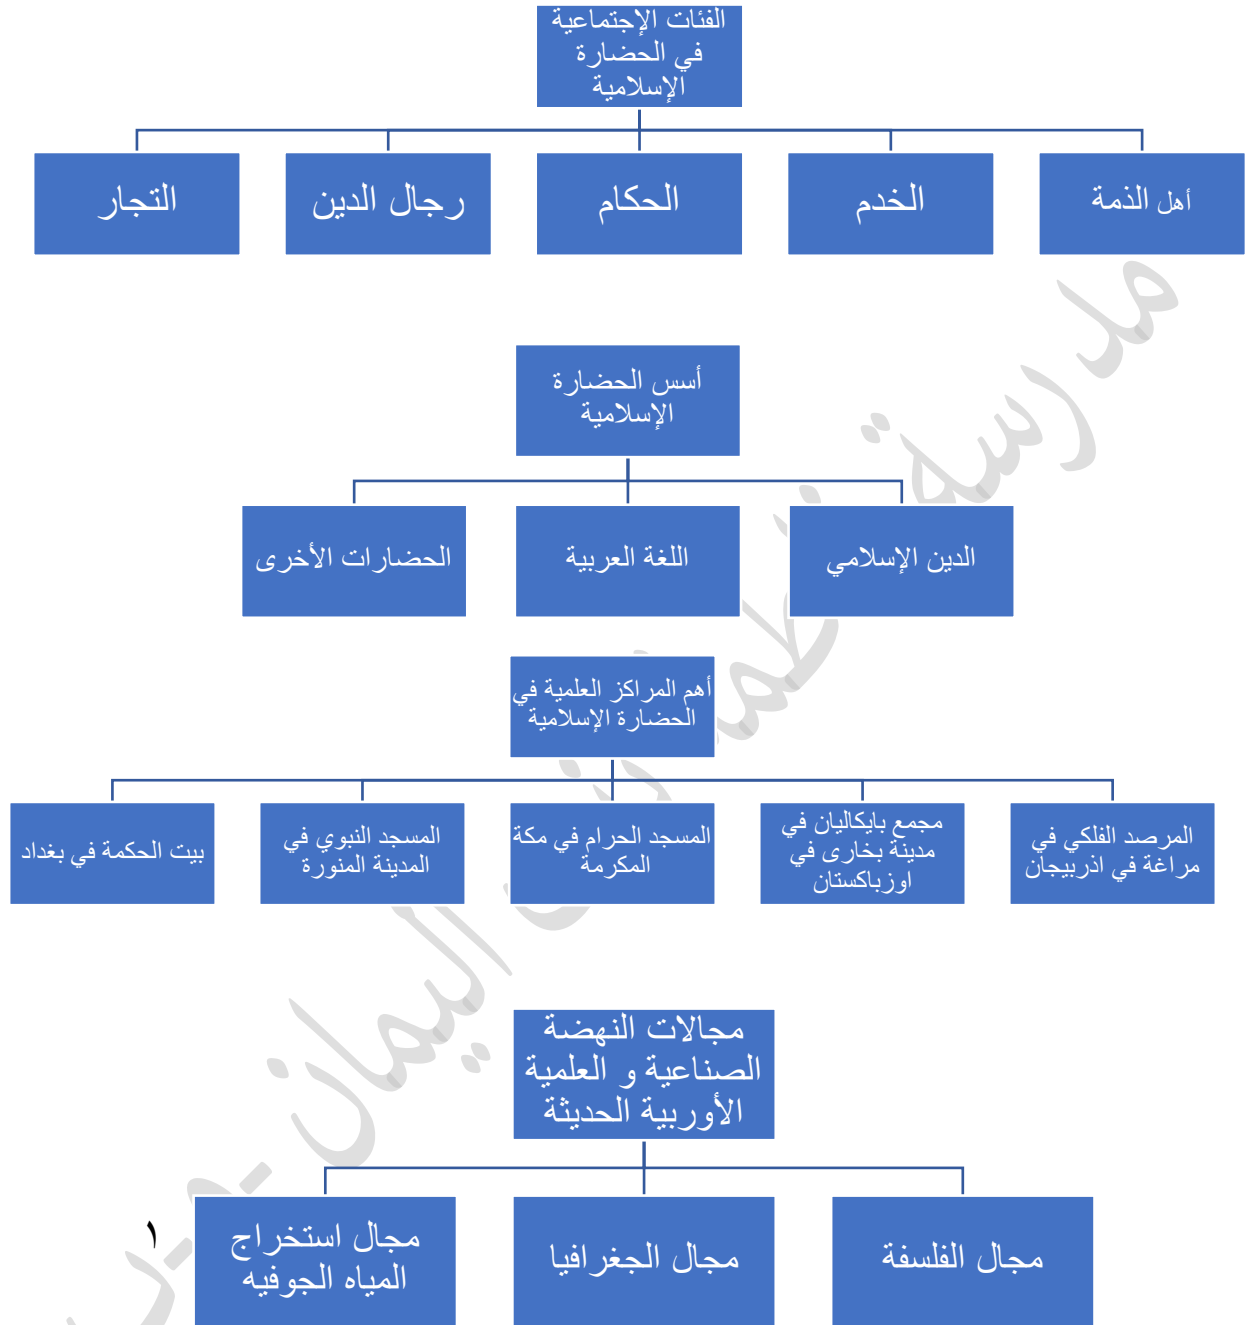 الفئات الإجتماعية
في الحضارة
الإسلامية
أهل الذمة
الخدم
الحكام
رجال الدين
التجار
أسس الحضارة
الإسلامية
الدين الإسلامي
اللغة العربية
الحضارات الأخرى
أهم المراكز العلمية في
الحضارة الإسلامية
المرصد الفلكي في
مراغة في اذربيجان
مجمع بايكاليان في
مدينة بخارى في
اوزباكستان
المسجد الحرام في مكة
المكرمة
المسجد النبوي في
المدينة المنورة
بيت الحكمة في بغداد
مجالات النهضة
الصناعية و العلمية
الأوربية الحديثة
مجال الفلسفة
مجال الجغرافيا
مجال استخراج
المياه الجوفيه
١
مدرسة
اليمان -